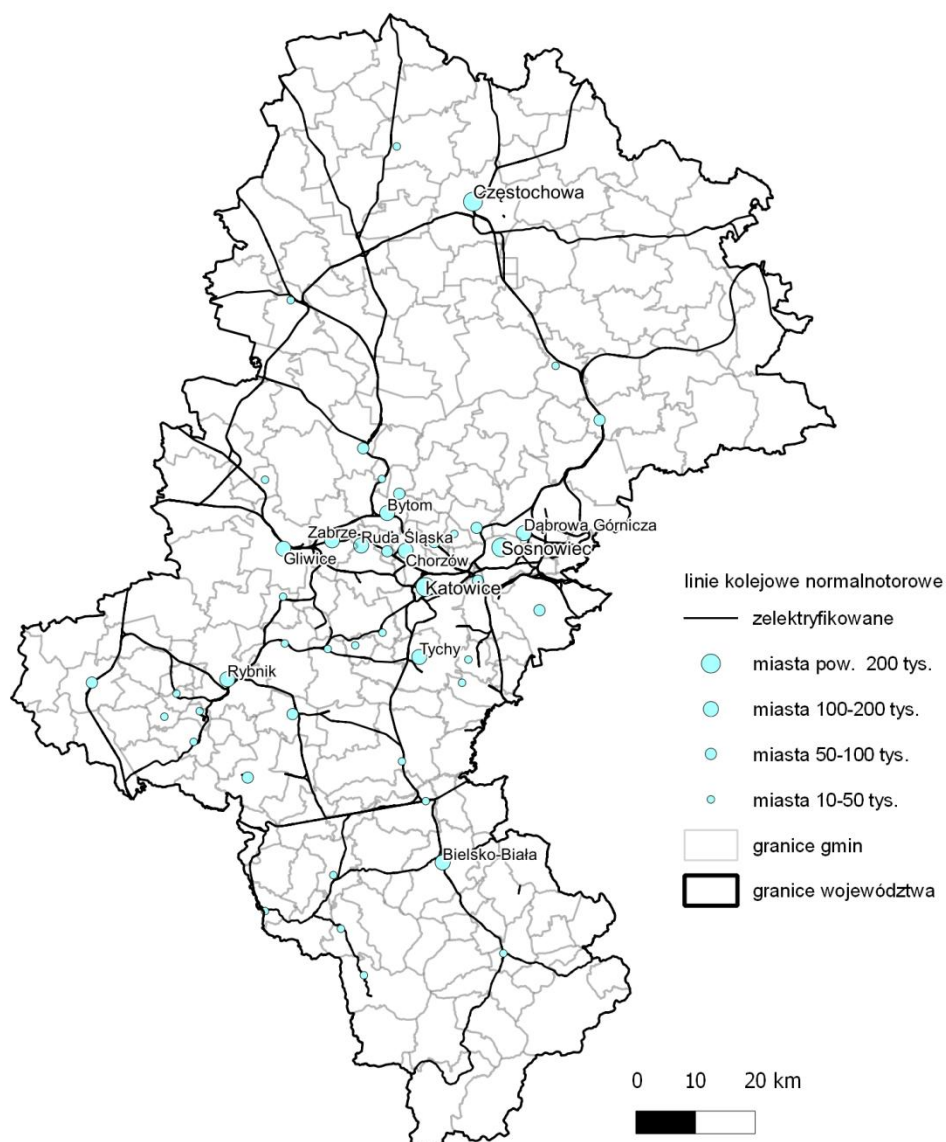 Częstochowa
Bytom
Zabrze
Ruda Śląska
Dąbrowa Górnicza
Gliwice
Chorzów
Sosnowiec
Katowice
Tychy
Rybnik
Bielsko-Biała
linie kolejowe normalnotorowe
zelektryfikowane
miasta pow. 200 tys.
miasta 100-200 tys.
miasta 50-100 tys.
miasta 10-50 tys.
granice gmin
granice województwa
0 10 20 km